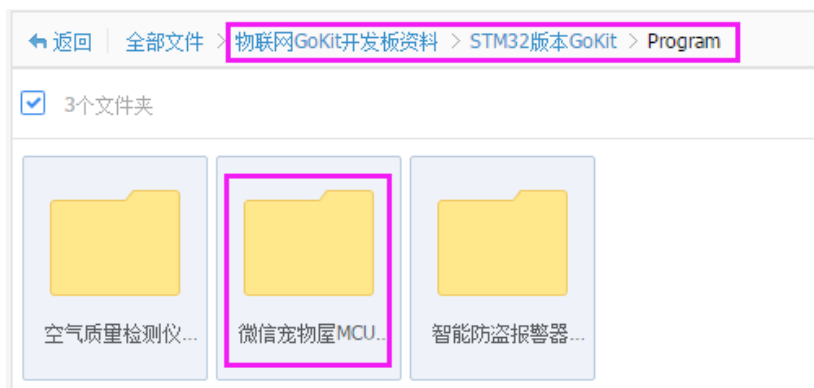 返回 全部文件 > 物联网GoKit开发板资料 > STM32版本GoKit > Program
3个文件夹
空气质量检测仪... 微信宠物屋MCU... 智能防盗报警器...